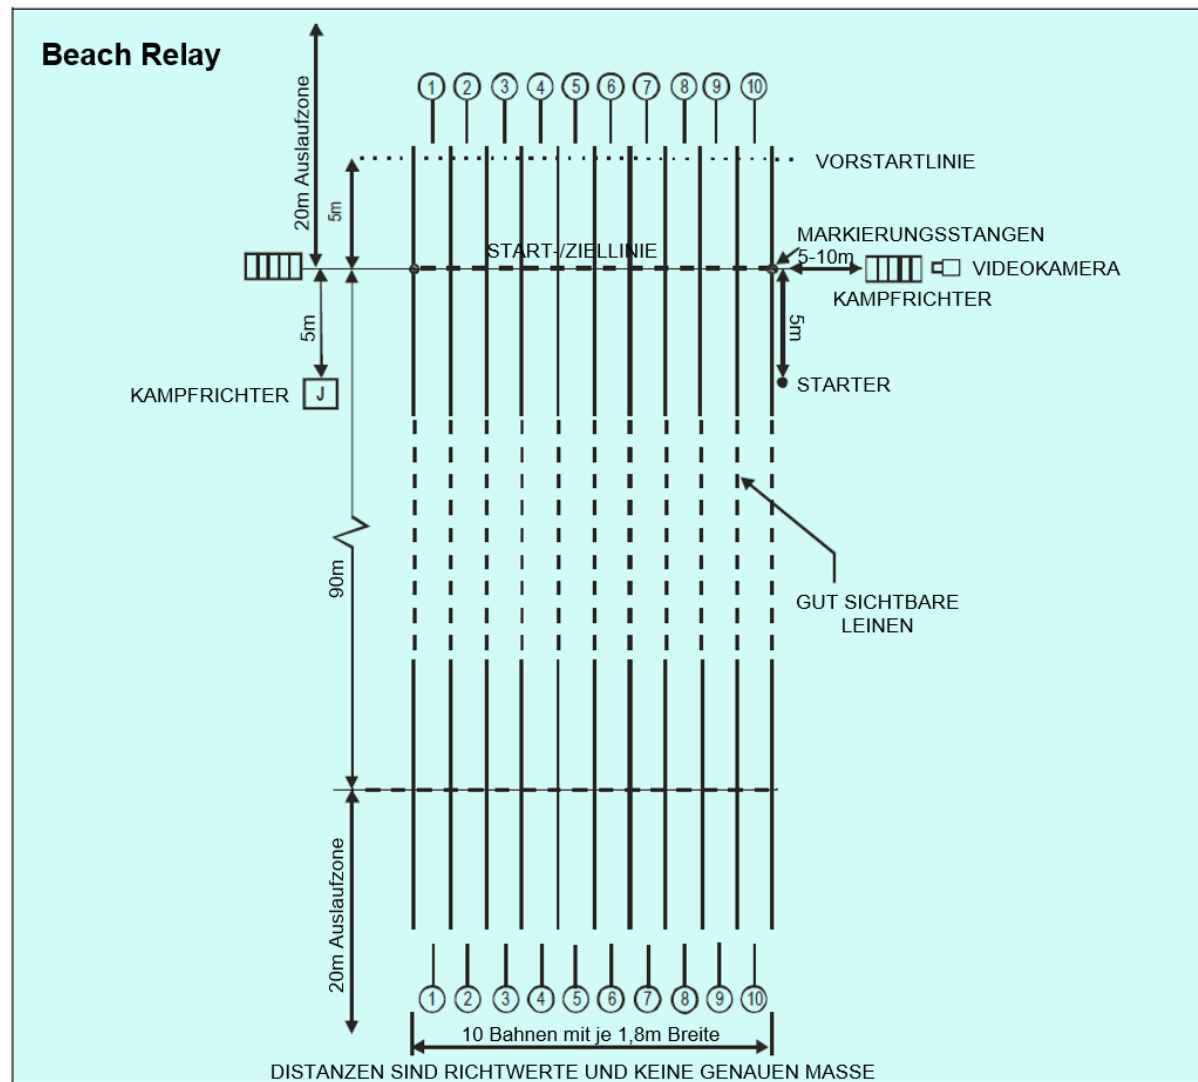 Beach Relay
20m Auslaufzone
1 2 3 4 5 6 7 8 9 10
VORSTARTLINIE
5m
START-/ZIELLINIE
MARKIERUNGSSTANGEN
5-10m
VIDEOKAMERA
KAMPFRICHTER
5m
5m
KAMPFRICHTER
J
STARTER
90m
GUT SICHTBARE
LEINEN
20m Auslaufzone
1 2 3 4 5 6 7 8 9 10
10 Bahnen mit je 1,8m Breite
DISTANZEN SIND RICHTWERTE UND KEINE GENAUEN MASSE